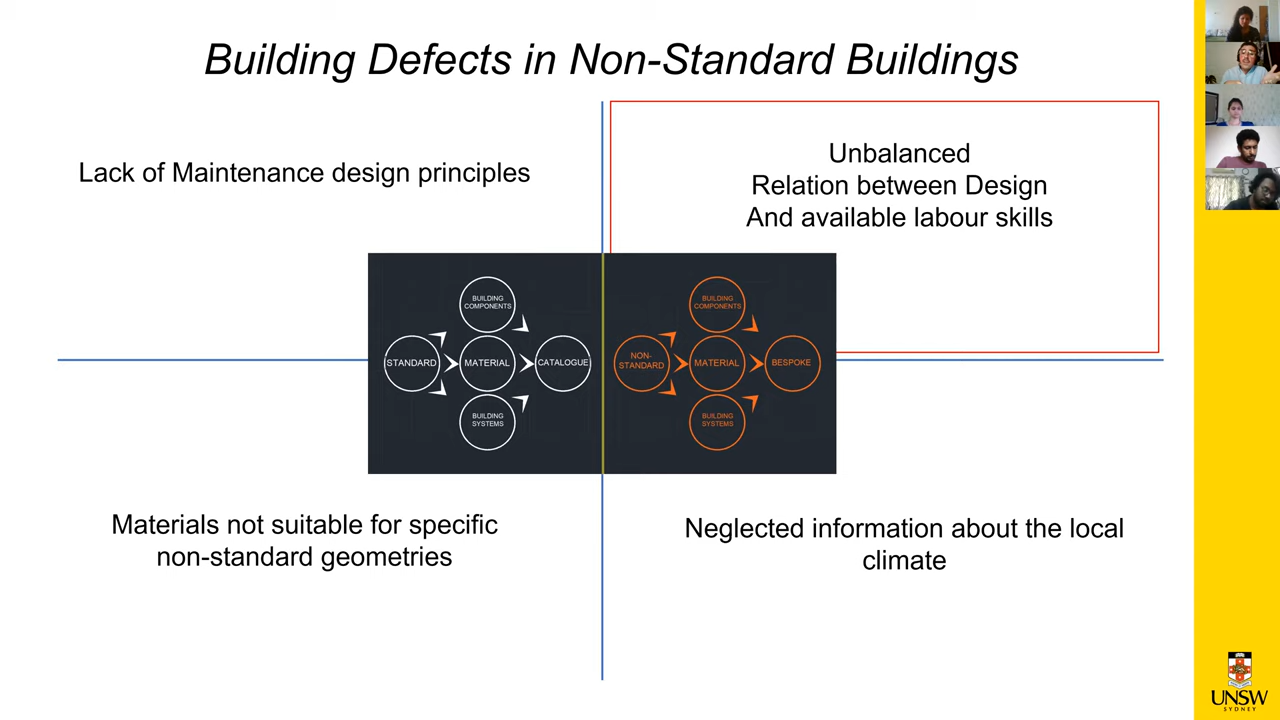 Building Defects in Non-Standard Buildings
Lack of Maintenance design principles
Unbalanced
Relation between Design
And available labour skills
BUILDING
COMPONENTS
STANDARD
MATERIAL
CATALOGUE
BUILDING
SYSTEMS
BUILDING
COMPONENTS
NON-
STANDARD
MATERIAL
BESPOKE
BUILDING
SYSTEMS
Materials not suitable for specific
non-standard geometries
Neglected information about the local
climate
UNSW
SYDNEY